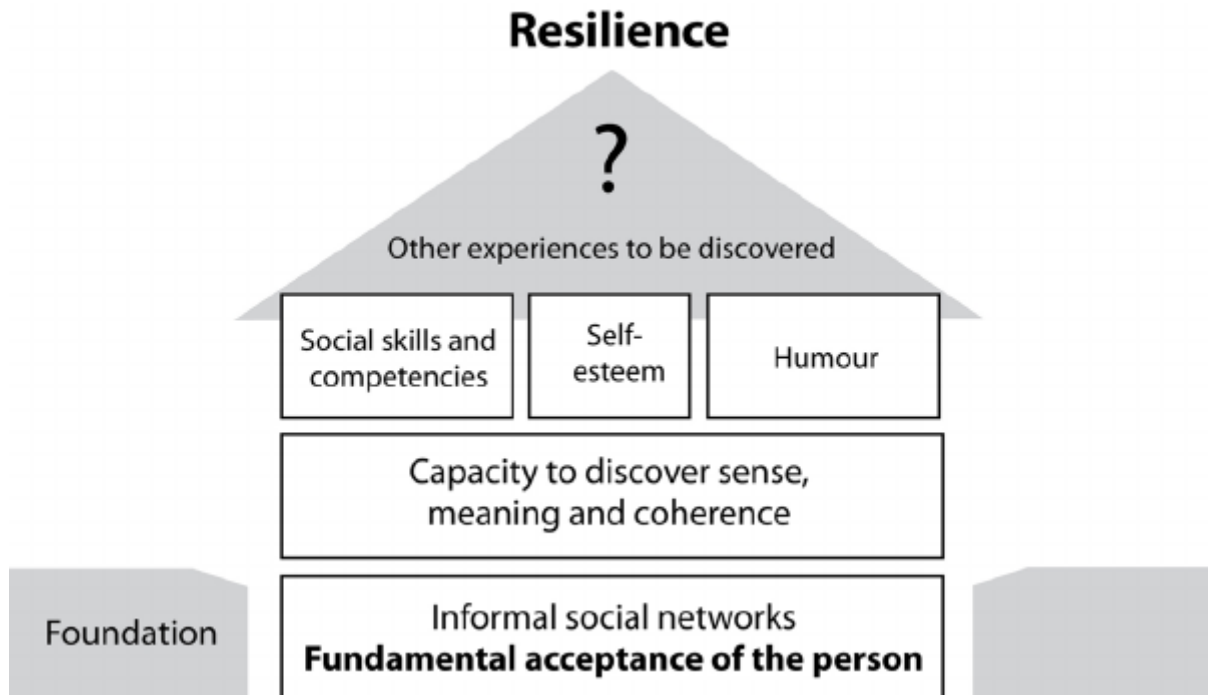 Resilience
?
Other experiences to be discovered
Social skills and
competencies
Self-
esteem
Humour
Capacity to discover sense,
meaning and coherence
Foundation
Informal social networks
Fundamental acceptance of the person